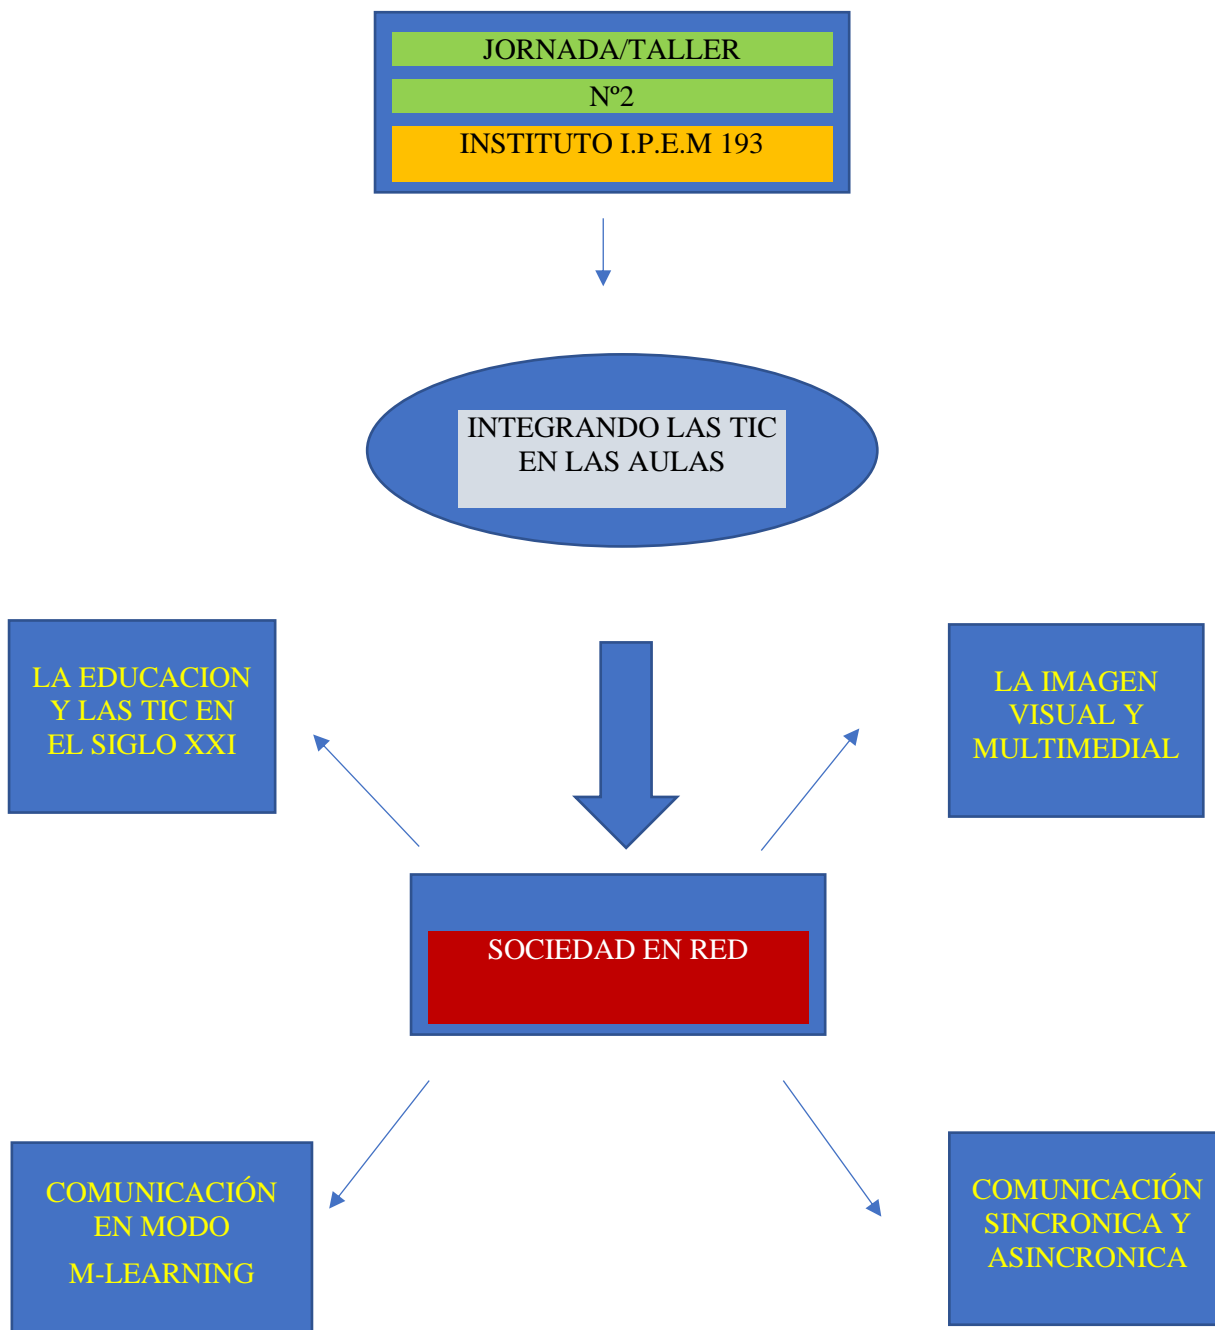 JORNADA/TALLER
Nº2
INSTITUTO I.P.E.M 193
INTEGRANDO LAS TIC
EN LAS AULAS
LA EDUCACION
Y LAS TIC EN
EL SIGLO XXI
LA IMAGEN
VISUAL Y
MULTIMEDIAL
SOCIEDAD EN RED
COMUNICACIÓN
EN MODO
M-LEARNING
COMUNICACIÓN
SINCRONICA Y
ASINCRONICA